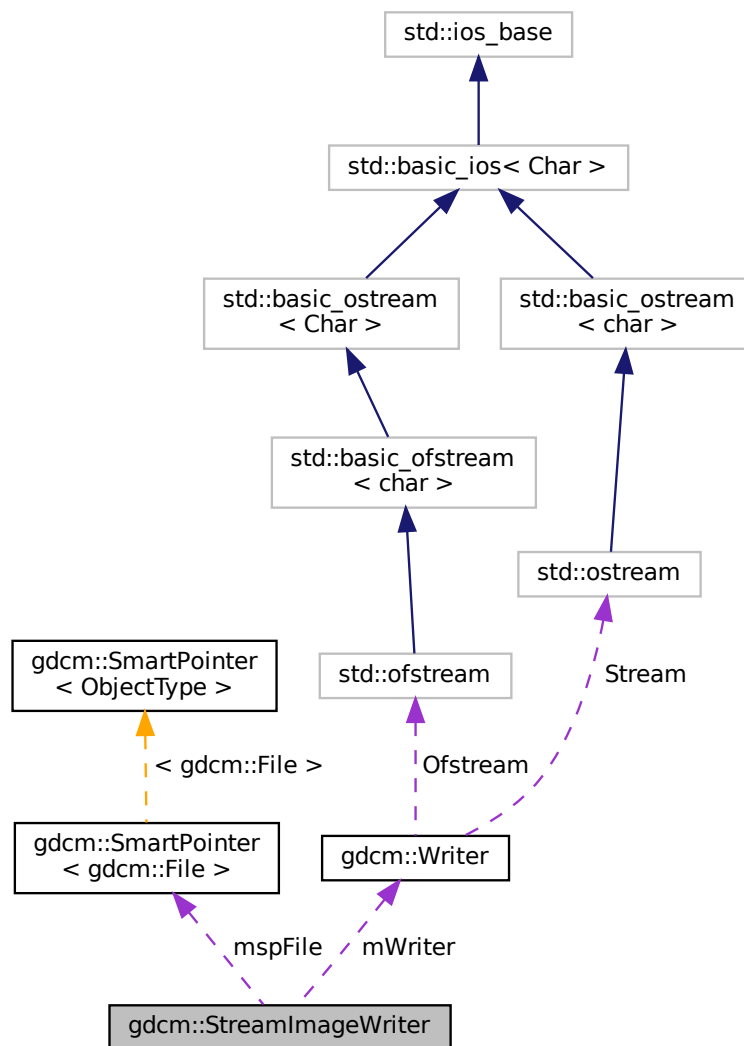 std::ios_base
std::basic_ios< Char >
std::basic_ostream
< Char >
std::basic_ostream
< char >
std::basic_ofstream
< char >
std::ostream
gdcm::SmartPointer
< ObjectType >
std::ofstream
Stream
< gdcm::File >
Ofstream
gdcm::SmartPointer
< gdcm::File >
gdcm::Writer
mspFile
mWriter
gdcm::StreamImageWriter